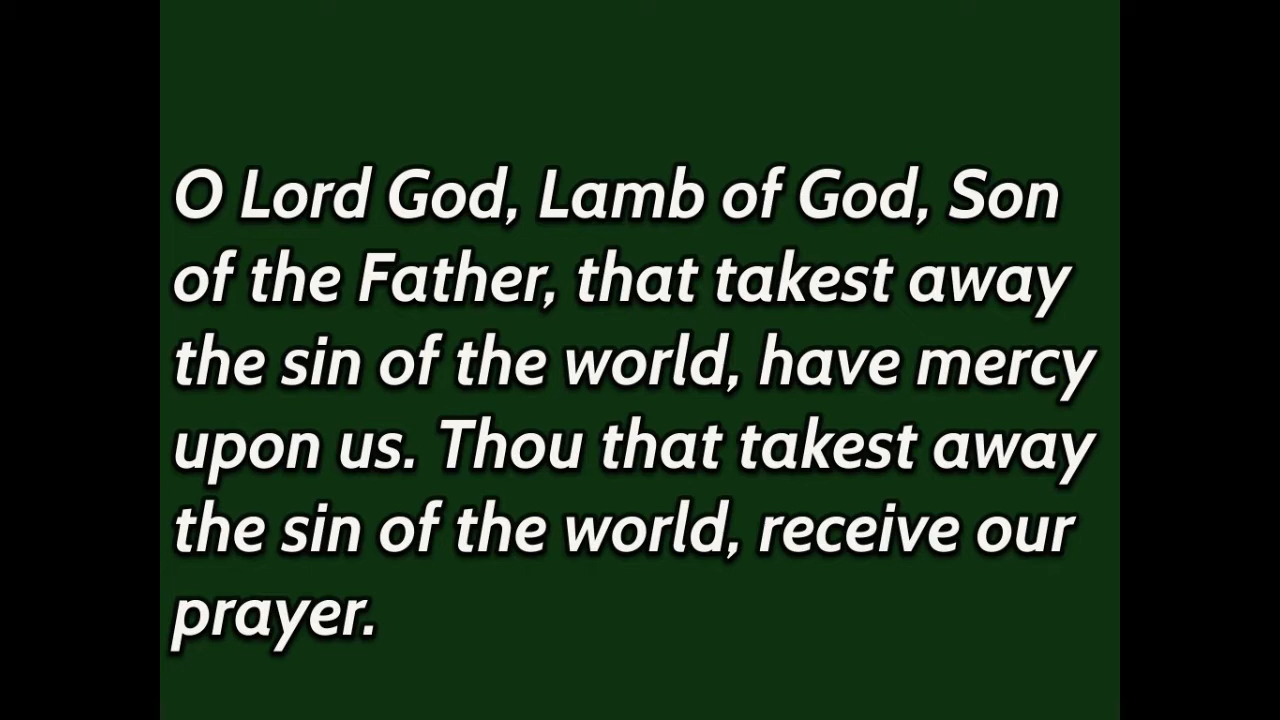 O Lord God, Lamb of God, Son
of the Father, that takest away
the sin of the world, have mercy
upon us. Thou that takest away
the sin of the world, receive our
prayer.